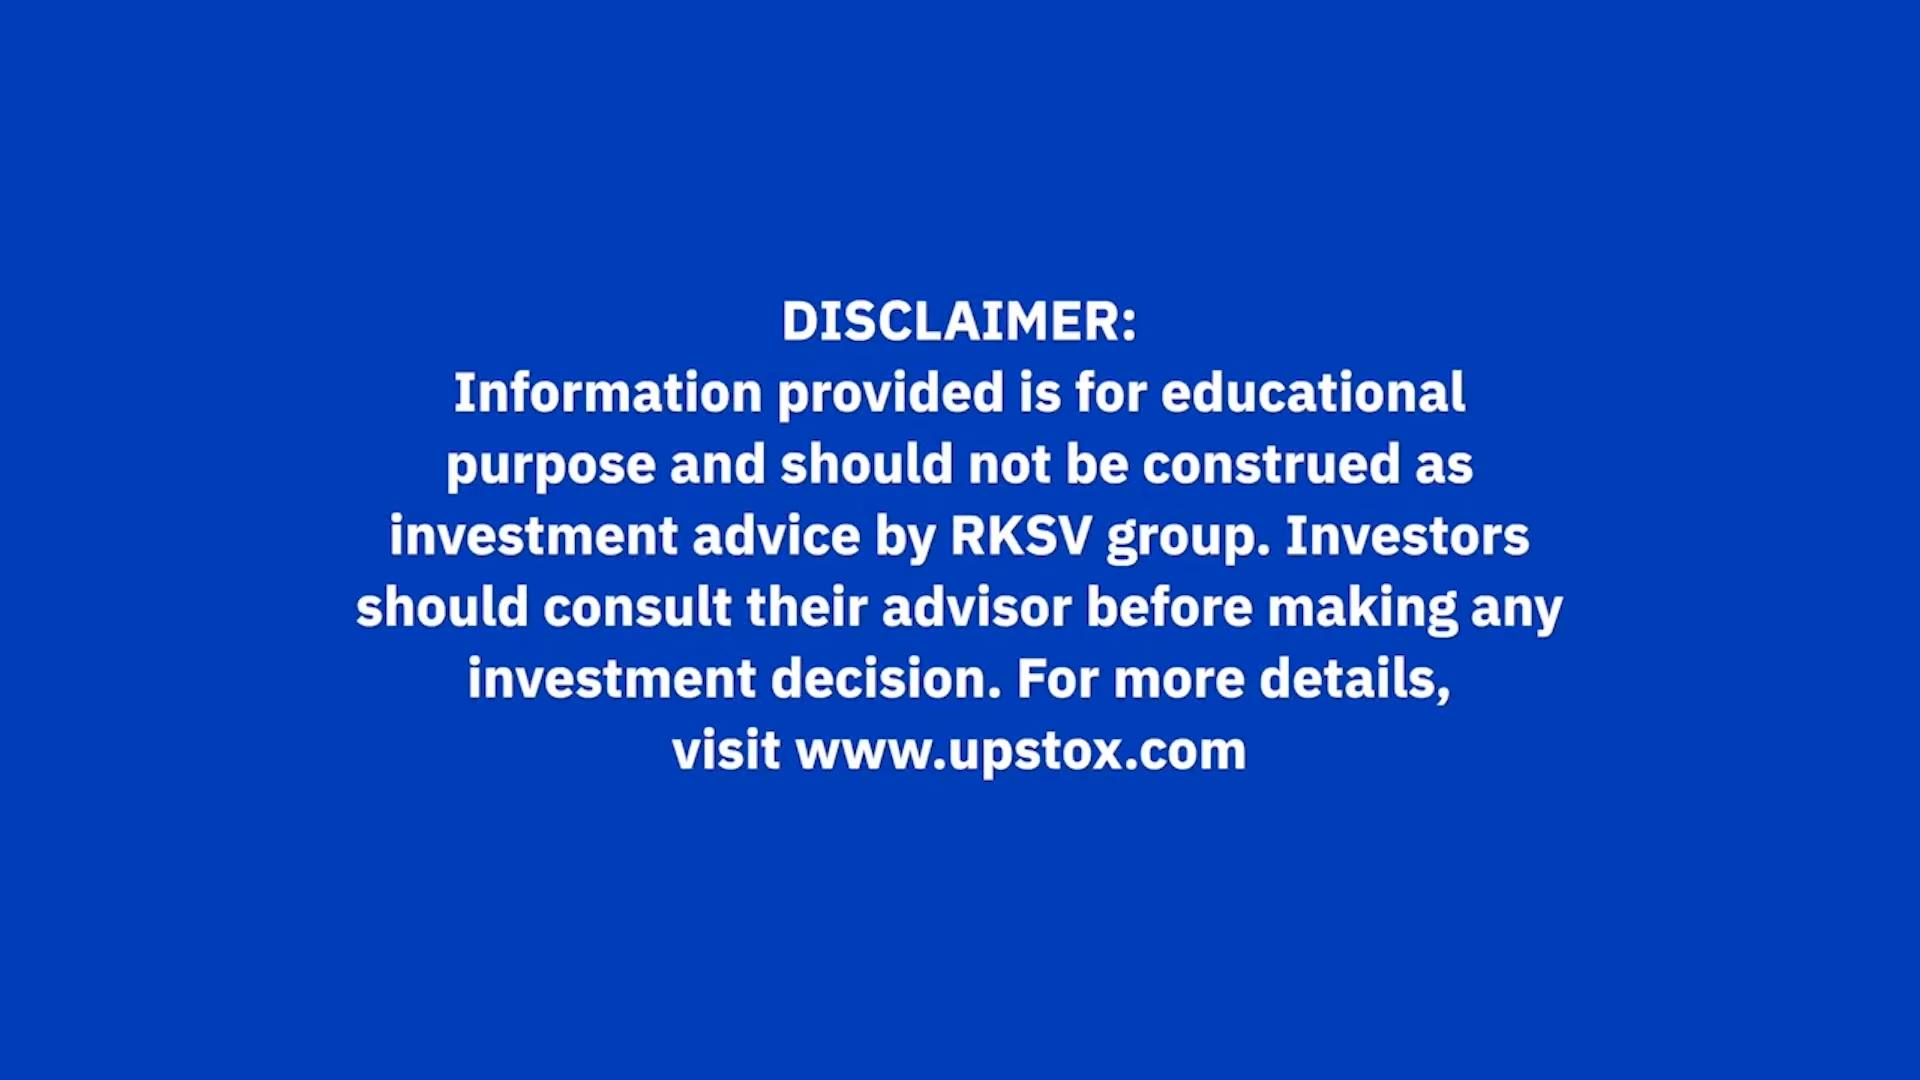 DISCLAIMER:
Information provided is for educational
purpose and should not be construed as
investment advice by RKSV group. Investors
should consult their advisor before making any
investment decision. For more details,
visit www.upstox.com